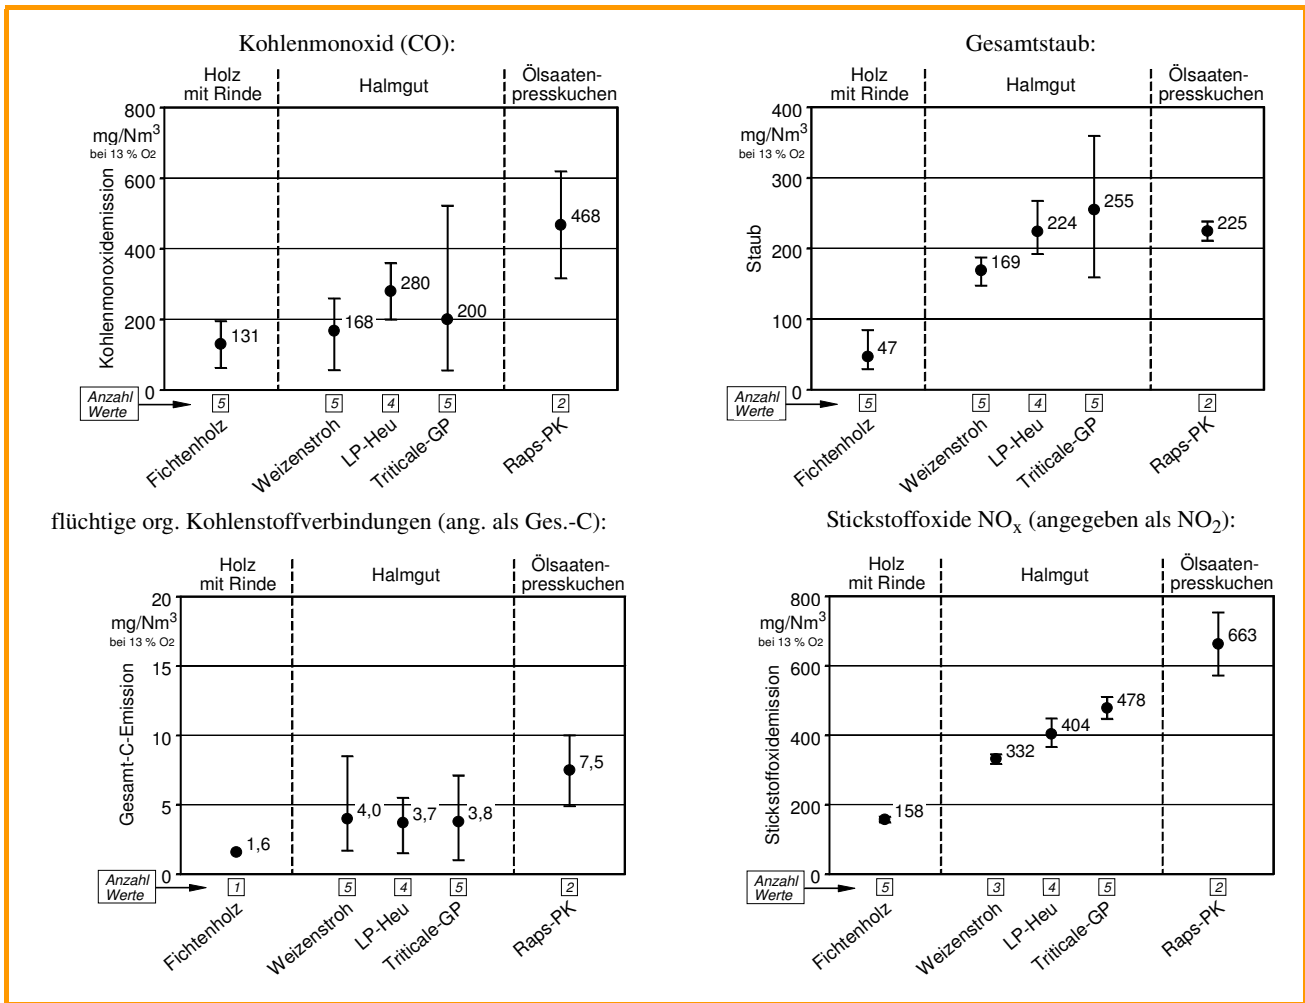 Kohlenmonoxid (CO):
Holz
mit Rinde
Halmgut
Ölsaaten-
presskuchen
800
mg/Nm³
bei 13 % O2
600
400
200
0
Kohlenmonoxidemission
131
168
280
200
468
Anzahl
Werte
5
5
4
5
2
Fichtenholz
Weizenstroh
LP-Heu
Triticale-GP
Raps-PK
Gesamtstaub:
Holz
mit Rinde
Halmgut
Ölsaaten-
presskuchen
400
mg/Nm³
bei 13 % O2
300
200
100
0
Staub
47
169
224
255
225
Anzahl
Werte
5
5
4
5
2
Fichtenholz
Weizenstroh
LP-Heu
Triticale-GP
Raps-PK
flüchtige org. Kohlenstoffverbindungen (ang. als Ges.-C):
Holz
mit Rinde
Halmgut
Ölsaaten-
presskuchen
20
mg/Nm³
bei 13 % O2
15
10
5
0
Gesamt-C-Emission
1,6
4,0
3,7
3,8
7,5
Anzahl
Werte
1
5
4
5
2
Fichtenholz
Weizenstroh
LP-Heu
Triticale-GP
Raps-PK
Stickstoffoxide NOₓ (angegeben als NO₂):
Holz
mit Rinde
Halmgut
Ölsaaten-
presskuchen
800
mg/Nm³
bei 13 % O2
600
400
200
0
Stickstoffoxidemission
158
332
404
478
663
Anzahl
Werte
5
3
4
5
2
Fichtenholz
Weizenstroh
LP-Heu
Triticale-GP
Raps-PK